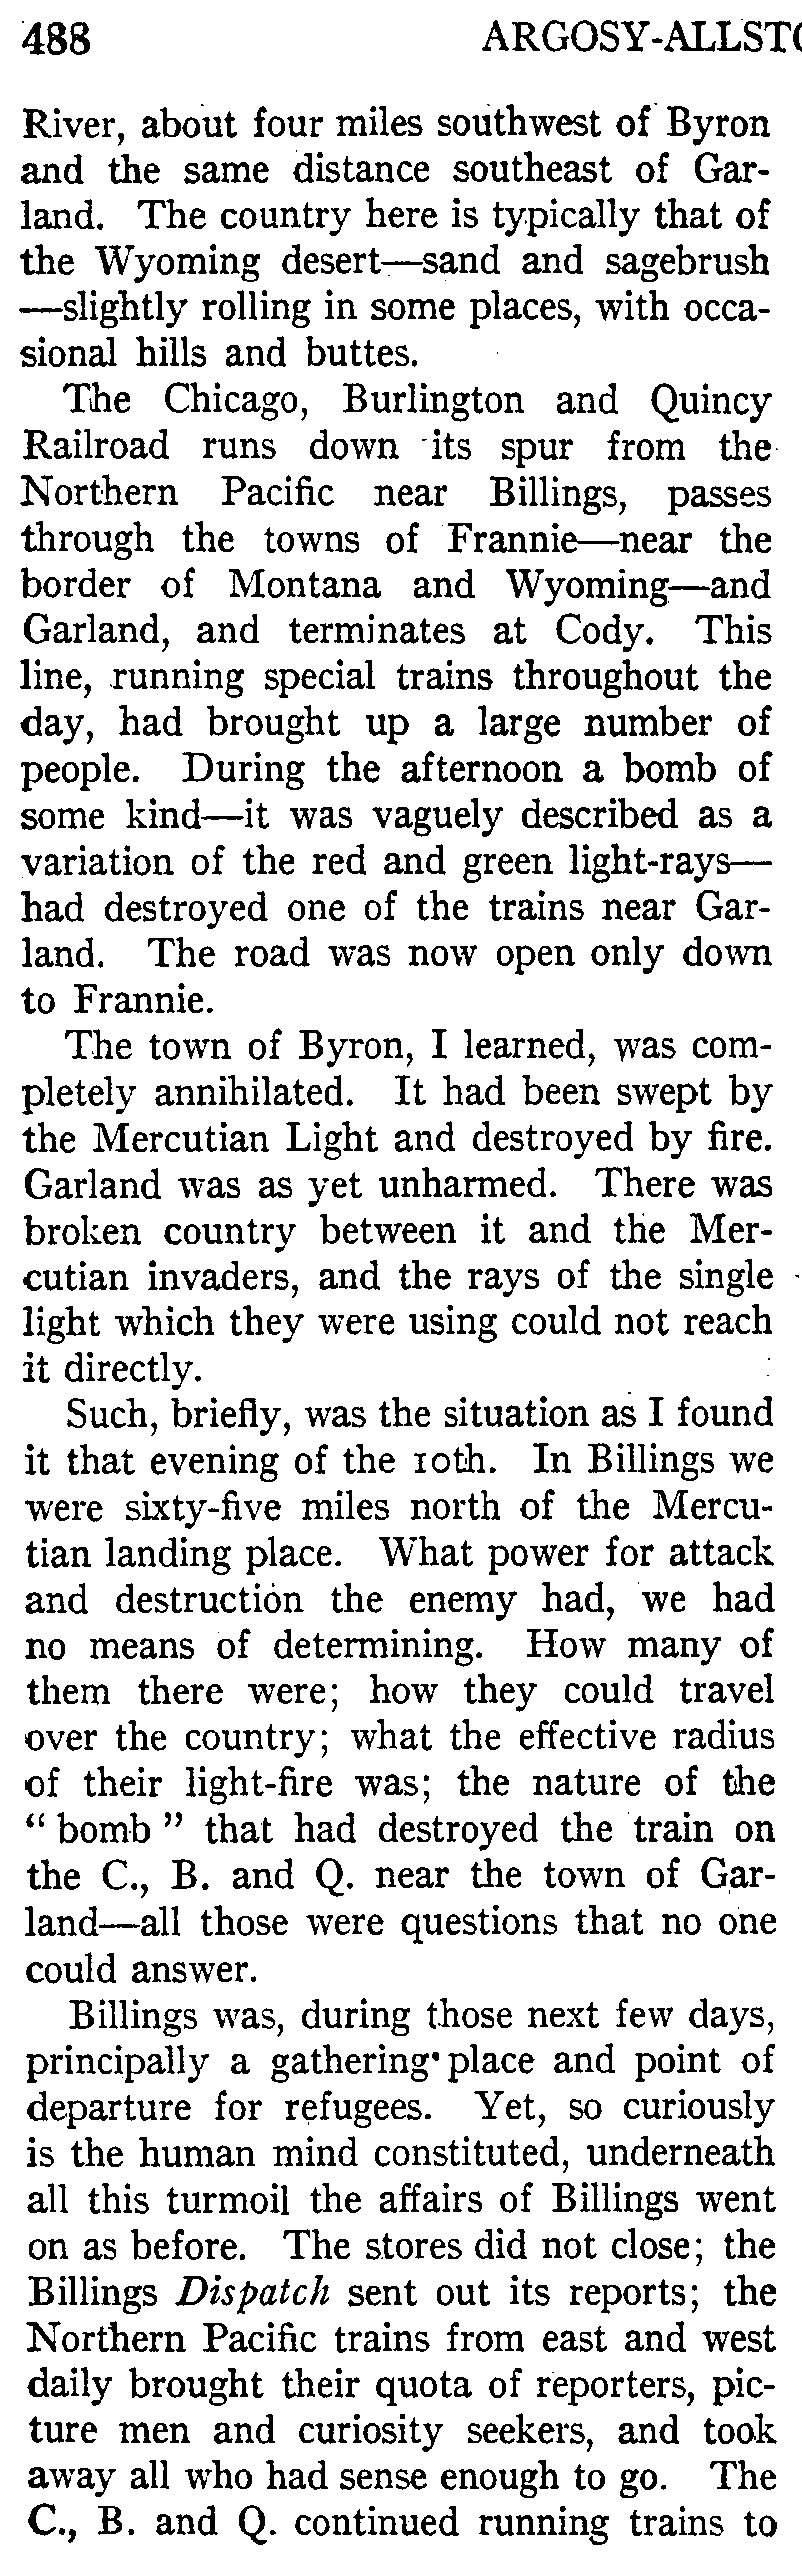 488 ARGOSY-ALLST
River, about four miles southwest of Byron
and the same distance southeast of Gar-
land. The country here is typically that of
the Wyoming desert—sand and sagebrush
—slightly rolling in some places, with occa-
sional hills and buttes.
The Chicago, Burlington and Quincy
Railroad runs down its spur from the
Northern Pacific near Billings, passes
through the towns of Frannie—near the
border of Montana and Wyoming—and
Garland, and terminates at Cody. This
line, running special trains throughout the
day, had brought up a large number of
people. During the afternoon a bomb of
some kind—it was vaguely described as a
variation of the red and green light-rays—
had destroyed one of the trains near Gar-
land. The road was now open only down
to Frannie.
The town of Byron, I learned, was com-
pletely annihilated. It had been swept by
the Mercutian Light and destroyed by fire.
Garland was as yet unharmed. There was
broken country between it and the Mer-
cutian invaders, and the rays of the single
light which they were using could not reach
it directly.
Such, briefly, was the situation as I found
it that evening of the 10th. In Billings we
were sixty-five miles north of the Mercu-
tian landing place. What power for attack
and destruction the enemy had, we had
no means of determining. How many of
them there were; how they could travel
over the country; what the effective radius
of their light-fire was; the nature of the
“ bomb ” that had destroyed the train on
the C., B. and Q. near the town of Gar-
land—all those were questions that no one
could answer.
Billings was, during those next few days,
principally a gathering place and point of
departure for refugees. Yet, so curiously
is the human mind constituted, underneath
all this turmoil the affairs of Billings went
on as before. The stores did not close; the
Billings Dispatch sent out its reports; the
Northern Pacific trains from east and west
daily brought their quota of reporters, pic-
ture men and curiosity seekers, and took
away all who had sense enough to go. The
C., B. and Q. continued running trains to